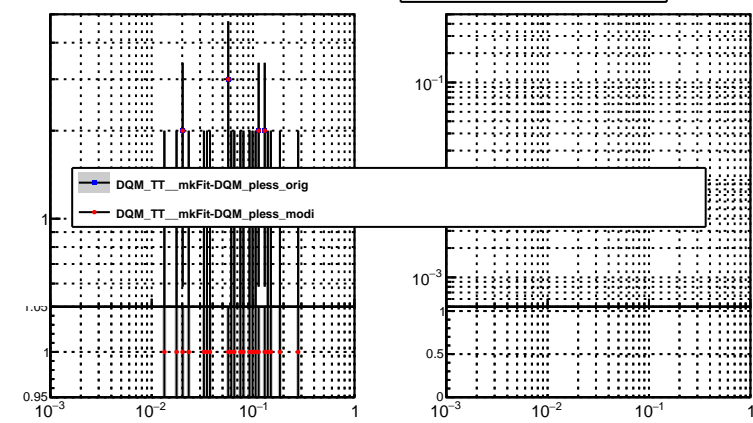 10⁻¹
DQM_TT__mkFit-DQM_pless_orig
DQM_TT__mkFit-DQM_pless_modi
1
10⁻³
1.05
1
1
0.5
0.95
0
10⁻³ 10⁻² 10⁻¹ 1
10⁻³ 10⁻² 10⁻¹ 1